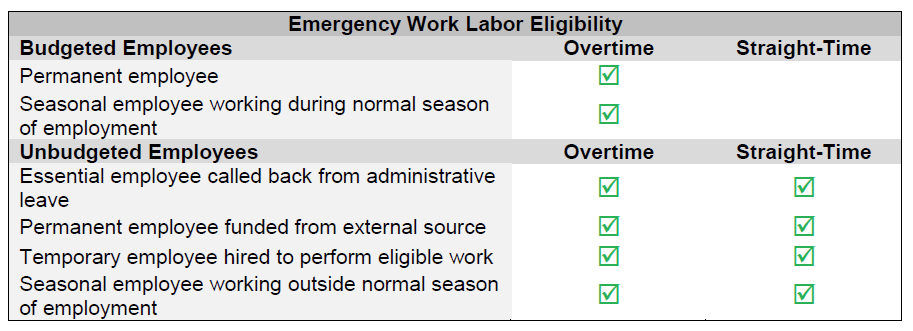 Emergency Work Labor Eligibility
Budgeted Employees Overtime Straight-Time
Permanent employee ☑
Seasonal employee working during normal season
of employment ☑
Unbudgeted Employees Overtime Straight-Time
Essential employee called back from administrative
leave ☑ ☑
Permanent employee funded from external source ☑ ☑
Temporary employee hired to perform eligible work ☑ ☑
Seasonal employee working outside normal season
of employment ☑ ☑